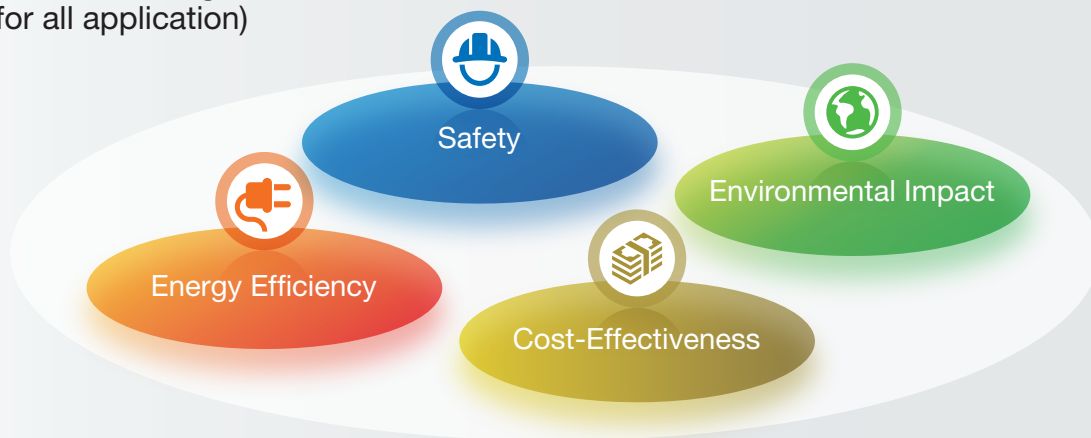 for all application)
Safety
Environmental Impact
Energy Efficiency
Cost-Effectiveness